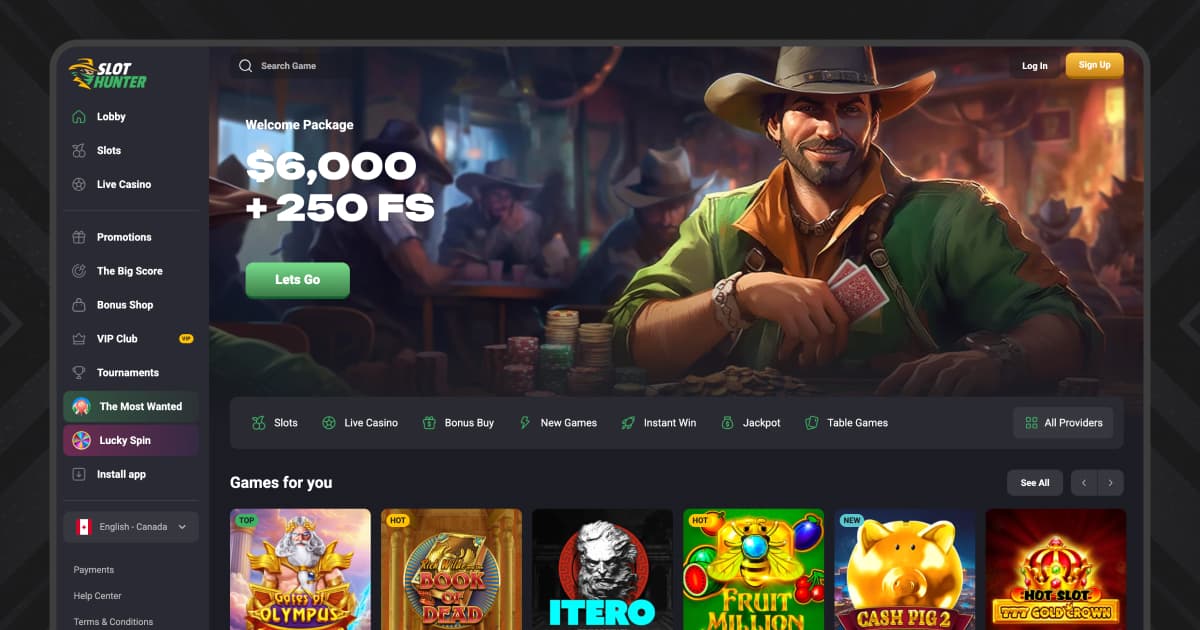 SLOT
HUNTER
Search Game
Log In
Sign Up
Lobby
Slots
Live Casino
Promotions
The Big Score
Bonus Shop
VIP Club
VIP
Tournaments
The Most Wanted
Lucky Spin
Install app
English - Canada
Payments
Help Center
Terms & Conditions
Welcome Package
$6,000
+ 250 FS
Lets Go
Slots
Live Casino
Bonus Buy
New Games
Instant Win
Jackpot
Table Games
All Providers
Games for you
See All
TOP
Gates of
OLYMPUS
HOT
Rich Wilde
BOOK
OF
DEAD
ITERO
HOT
FRUIT
MILLION
NEW
CASH PIG 2
HOT SLOT
777 GOLD CROWN